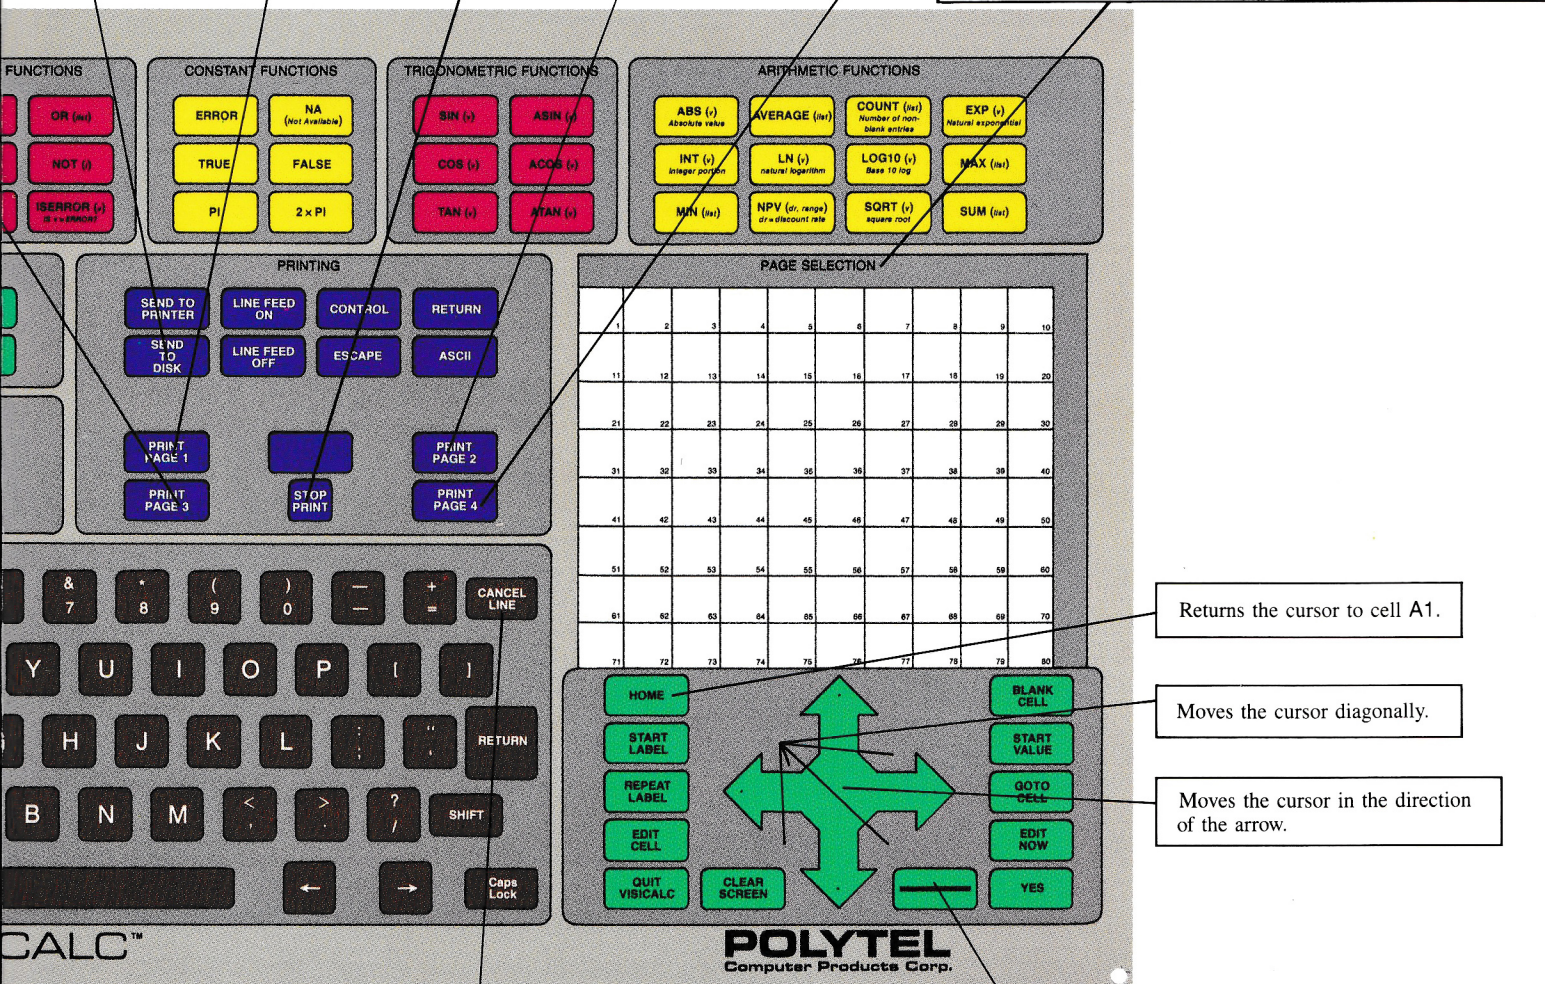 FUNCTIONS
CONSTANT FUNCTIONS
TRIGONOMETRIC FUNCTIONS
ARITHMETIC FUNCTIONS
OR (list)
NOT (l)
ISERROR (v)
IS v = ERROR?
ERROR
NA
(Not Available)
TRUE
FALSE
PI
2 x PI
SIN (v)
ASIN (v)
COS (v)
ACOS (v)
TAN (v)
ATAN (v)
ABS (v)
Absolute value
AVERAGE (list)
COUNT (list)
Number of non-
blank entries
EXP (v)
Natural exponential
INT (v)
integer portion
LN (v)
natural logarithm
LOG10 (v)
Base 10 log
MAX (list)
MIN (list)
NPV (dr, range)
dr = discount rate
SQRT (v)
square root
SUM (list)
PRINTING
SEND TO
PRINTER
LINE FEED
ON
CONTROL
RETURN
SEND
TO
DISK
LINE FEED
OFF
ESCAPE
ASCII
PRINT
PAGE 1
PRINT
PAGE 2
PRINT
PAGE 3
STOP
PRINT
PRINT
PAGE 4
PAGE SELECTION
1 2 3 4 5 6 7 8 9 10
11 12 13 14 15 16 17 18 19 20
21 22 23 24 25 26 27 28 29 30
31 32 33 34 35 36 37 38 39 40
41 42 43 44 45 46 47 48 49 50
51 52 53 54 55 56 57 58 59 60
61 62 63 64 65 66 67 68 69 70
71 72 73 74 75 76 77 78 79 80
& * ( ) — +
7 8 9 0 — =
CANCEL
LINE
Y U I O P [ ]
H J K L : ; " '
RETURN
B N M < , > . ? /
SHIFT
← →
Caps
Lock
HOME
BLANK
CELL
START
LABEL
START
VALUE
REPEAT
LABEL
GOTO
CELL
EDIT
CELL
EDIT
NOW
QUIT
VISICALC
CLEAR
SCREEN
YES
Returns the cursor to cell A1.
Moves the cursor diagonally.
Moves the cursor in the direction
of the arrow.
CALC™
POLYTEL
Computer Products Corp.